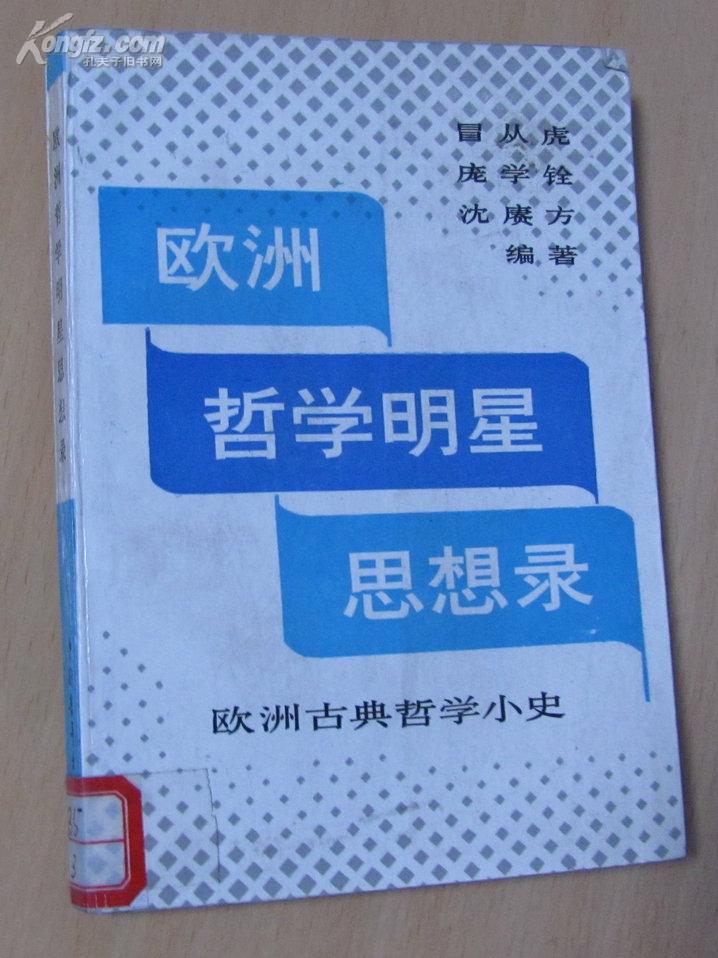 Kongfz.com
孔夫子旧书网
冒从虎
庞学铨
沈赓方
编著
欧洲
哲学明星
思想录
欧洲古典哲学小史
欧洲哲学明星思想录